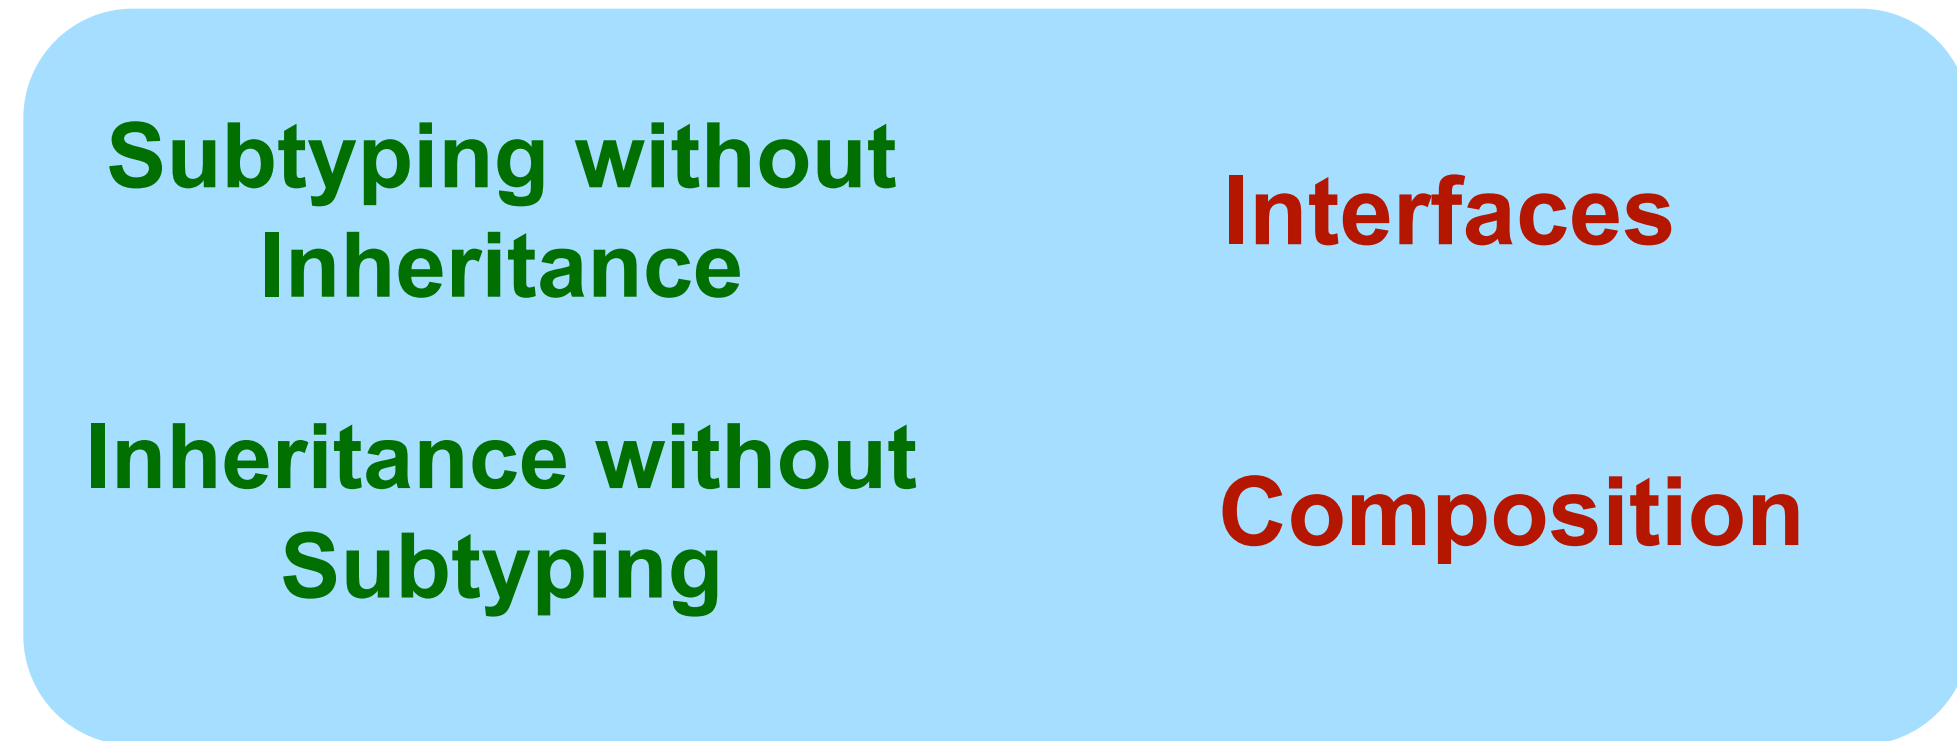 Subtyping without
Inheritance
Interfaces
Inheritance without
Subtyping
Composition